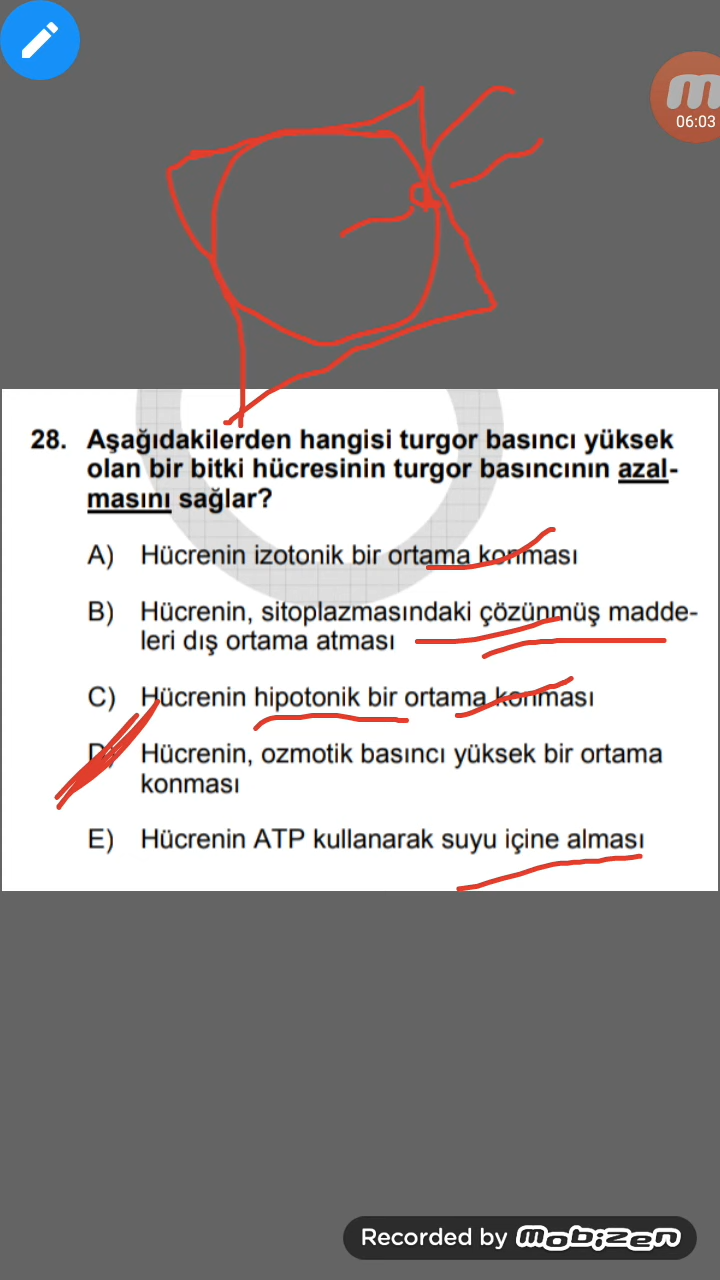 06:03
28. Aşağıdakilerden hangisi turgor basıncı yüksek
olan bir bitki hücresinin turgor basıncının azal-
masını sağlar?
A) Hücrenin izotonik bir ortama konması
B) Hücrenin, sitoplazmasındaki çözünmüş madde-
leri dış ortama atması
C) Hücrenin hipotonik bir ortama konması
D) Hücrenin, ozmotik basıncı yüksek bir ortama
konması
E) Hücrenin ATP kullanarak suyu içine alması
Recorded by mobizen